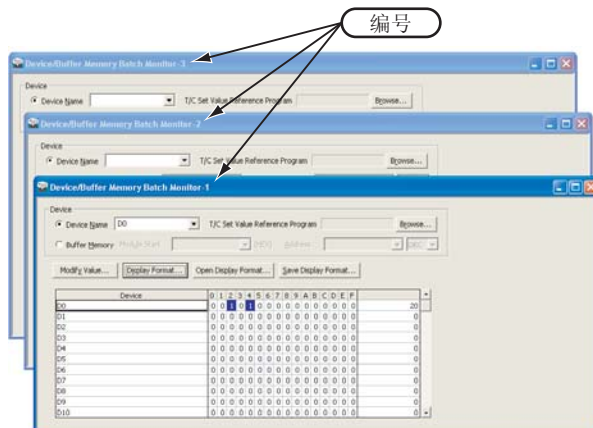 编号
Device/Buffer Memory Batch Monitor-3
Device
Device Name T/C Set Value Reference Program Browse...
Device/Buffer Memory Batch Monitor-2
Device
Device Name T/C Set Value Reference Program Browse...
Device/Buffer Memory Batch Monitor-1
Device
Device Name D0 T/C Set Value Reference Program Browse...
Buffer Memory Module Start (HEX) Address DEC
Modify Value... Display Format... Open Display Format... Save Display Format...
Device 0 1 2 3 4 5 6 7 8 9 A B C D E F
D0 0 0 1 0 1 0 0 0 0 0 0 0 0 0 0 0 20
D1 0 0 0 0 0 0 0 0 0 0 0 0 0 0 0 0 0
D2 0 0 0 0 0 0 0 0 0 0 0 0 0 0 0 0 0
D3 0 0 0 0 0 0 0 0 0 0 0 0 0 0 0 0 0
D4 0 0 0 0 0 0 0 0 0 0 0 0 0 0 0 0 0
D5 0 0 0 0 0 0 0 0 0 0 0 0 0 0 0 0 0
D6 0 0 0 0 0 0 0 0 0 0 0 0 0 0 0 0 0
D7 0 0 0 0 0 0 0 0 0 0 0 0 0 0 0 0 0
D8 0 0 0 0 0 0 0 0 0 0 0 0 0 0 0 0 0
D9 0 0 0 0 0 0 0 0 0 0 0 0 0 0 0 0 0
D10 0 0 0 0 0 0 0 0 0 0 0 0 0 0 0 0 0